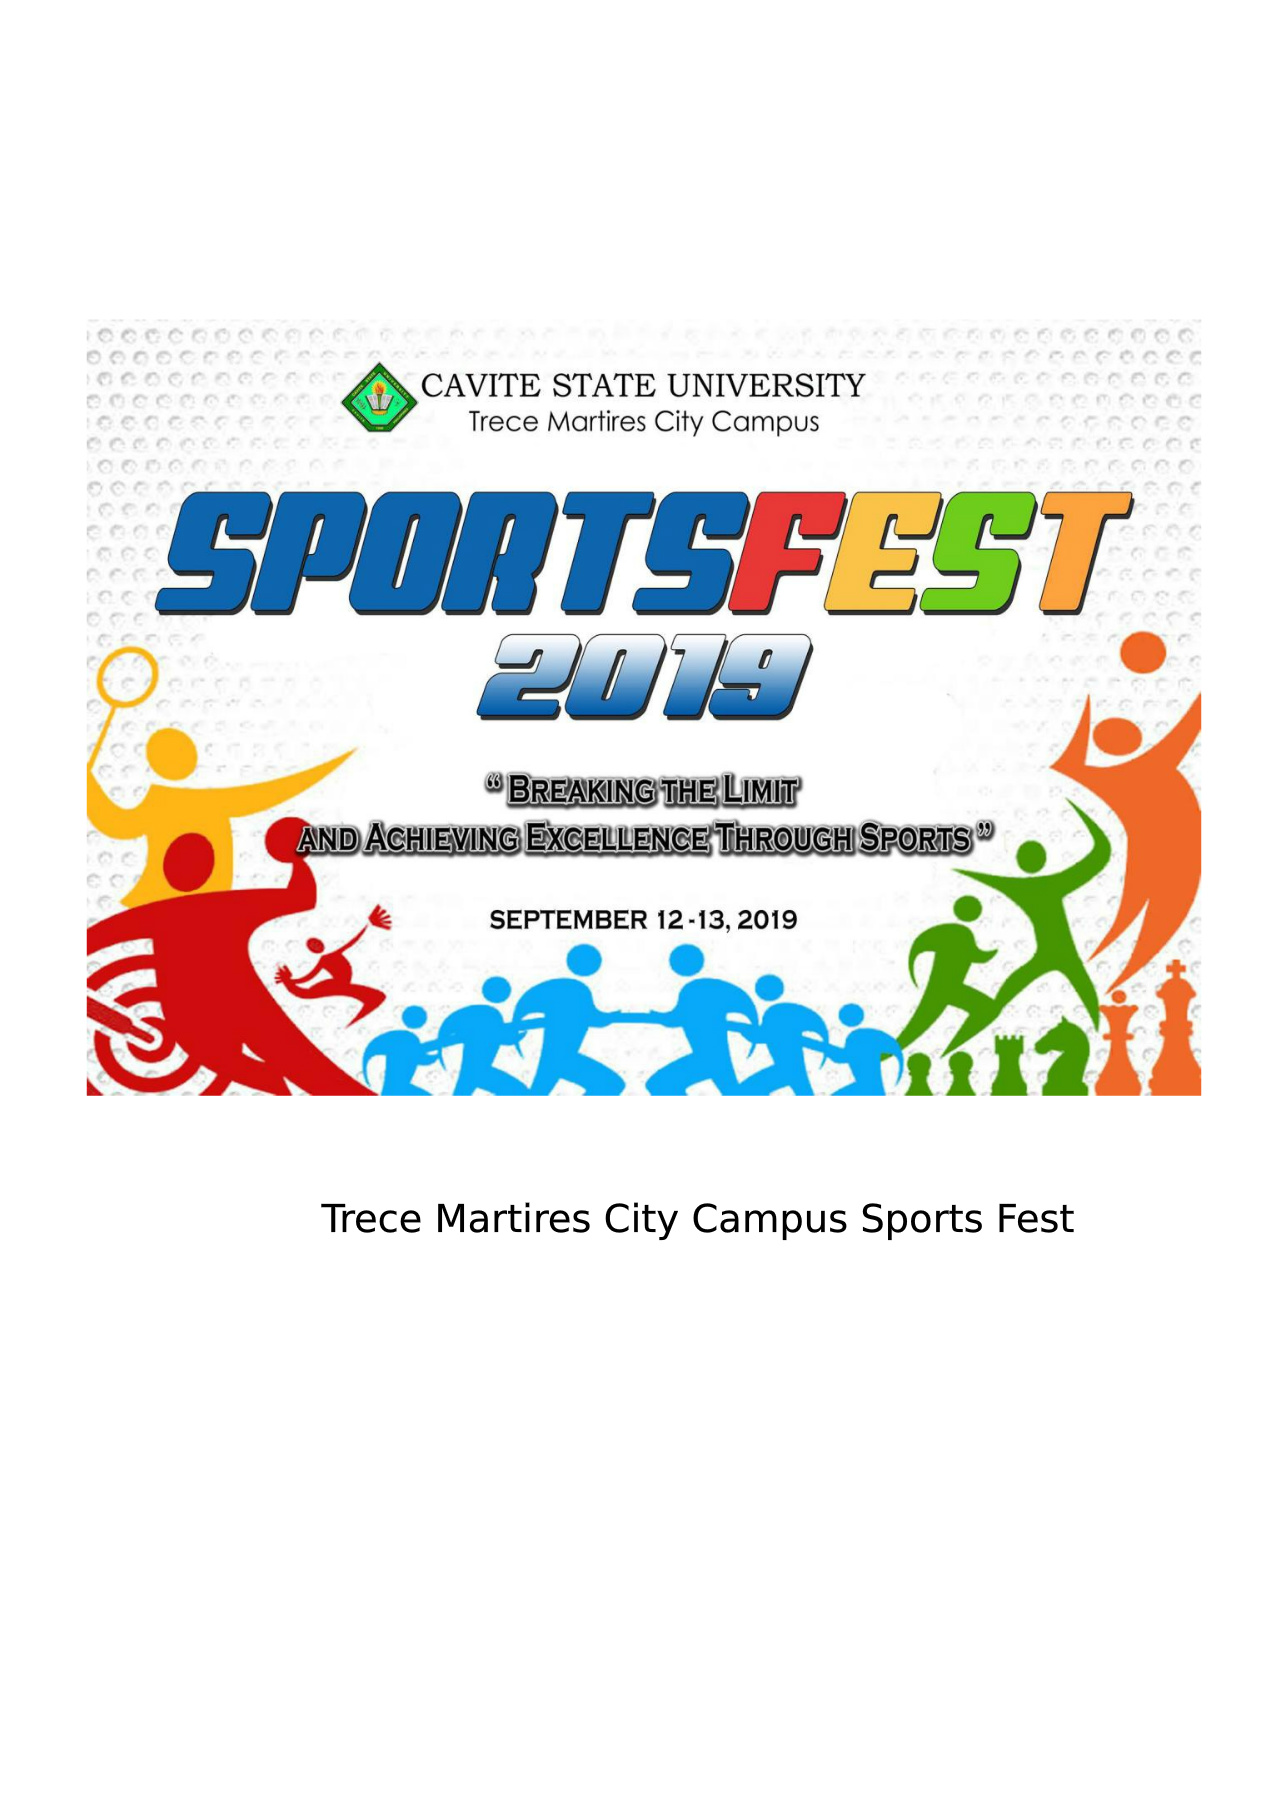 CAVITE STATE UNIVERSITY
Trece Martires City Campus
SPORTSFEST
2019
“ BREAKING THE LIMIT
AND ACHIEVING EXCELLENCE THROUGH SPORTS ”
SEPTEMBER 12 -13, 2019
Trece Martires City Campus Sports Fest